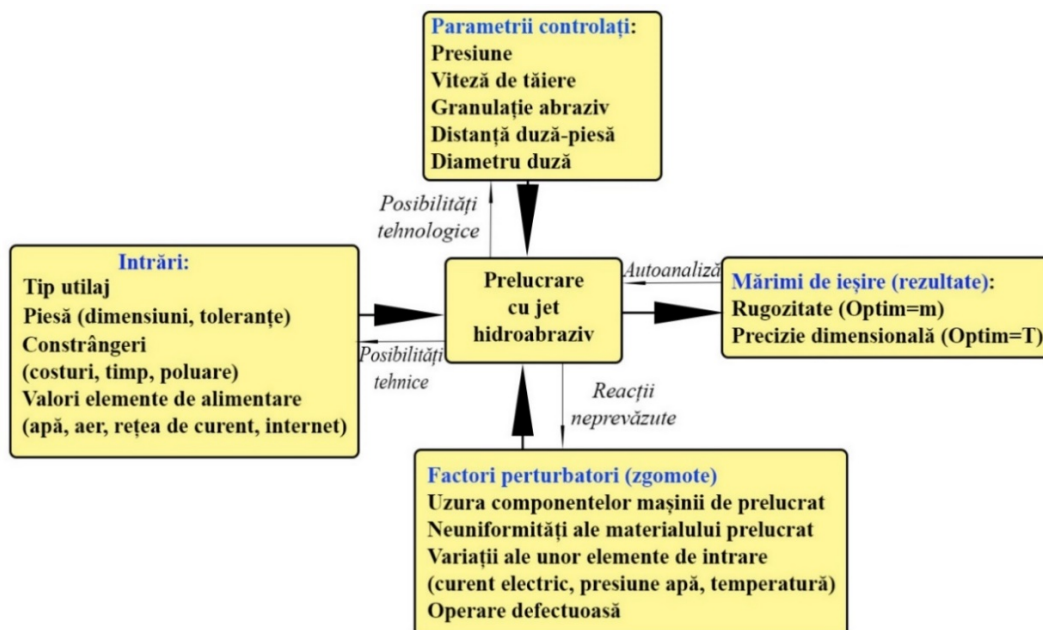 Parametrii controlați:
Presiune
Viteză de tăiere
Granulație abraziv
Distanță duză-piesă
Diametru duză
Posibilități
tehnologice
Intrări:
Tip utilaj
Piesă (dimensiuni, toleranțe)
Constrângeri
(costuri, timp, poluare)
Valori elemente de alimentare
(apă, aer, rețea de curent, internet)
Prelucrare
cu jet
hidroabraziv
Autoanaliză
Mărimi de ieșire (rezultate):
Rugozitate (Optim=m)
Precizie dimensională (Optim=T)
Posibilități
tehnice
Reacții
neprevăzute
Factori perturbatori (zgomote)
Uzura componentelor mașinii de prelucrat
Neuniformități ale materialului prelucrat
Variații ale unor elemente de intrare
(curent electric, presiune apă, temperatură)
Operare defectuoasă